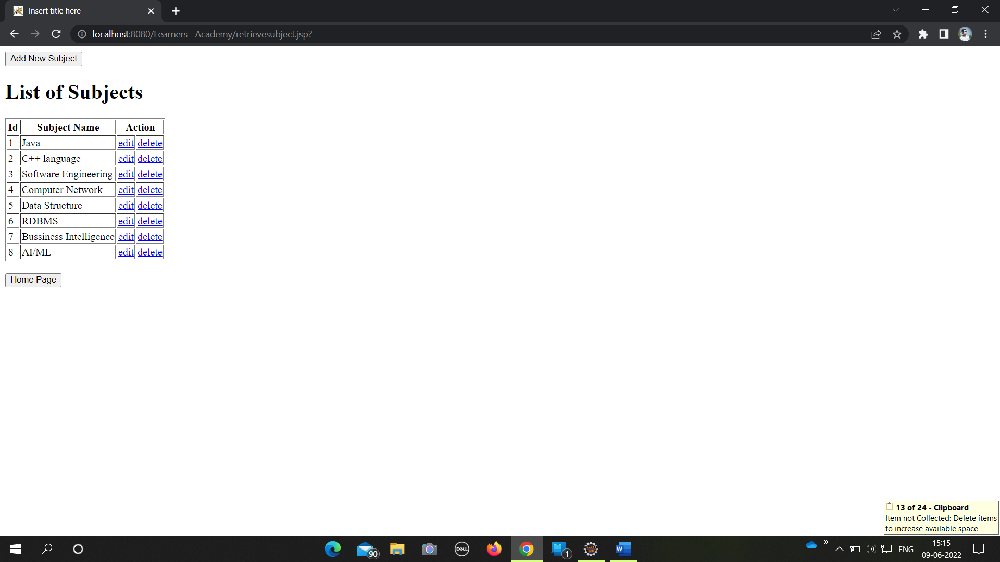 Insert title here
localhost:8080/Learners__Academy/retrievesubject.jsp?
Add New Subject
List of Subjects
Id Subject Name Action
1 Java edit delete
2 C++ language edit delete
3 Software Engineering edit delete
4 Computer Network edit delete
5 Data Structure edit delete
6 RDBMS edit delete
7 Bussiness Intelligence edit delete
8 AI/ML edit delete
Home Page
13 of 24 - Clipboard
Item not Collected: Delete items
to increase available space
90
DELL
1
W
ENG
15:15
09-06-2022